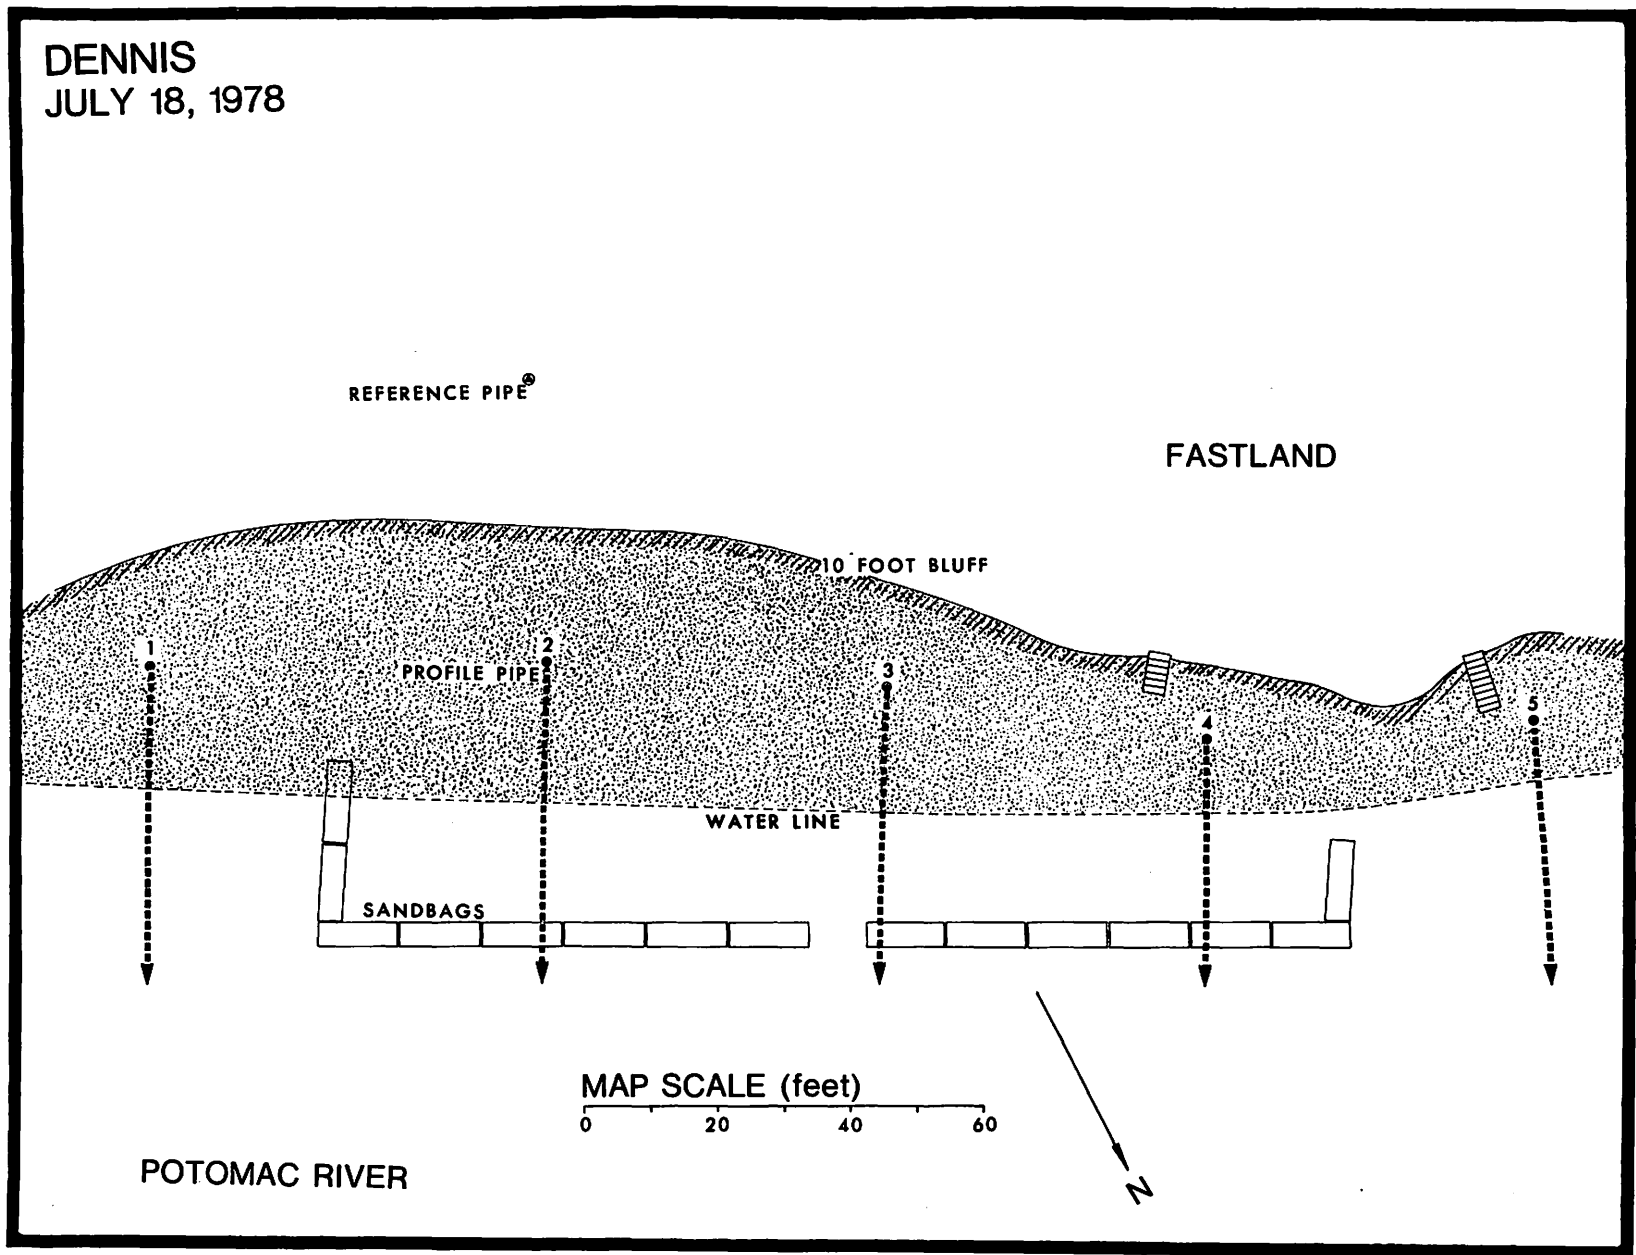 DENNIS
JULY 18, 1978
REFERENCE PIPE
FASTLAND
10 FOOT BLUFF
1
2
PROFILE PIPE
3
4
5
WATER LINE
SANDBAGS
MAP SCALE (feet)
0 20 40 60
N
POTOMAC RIVER